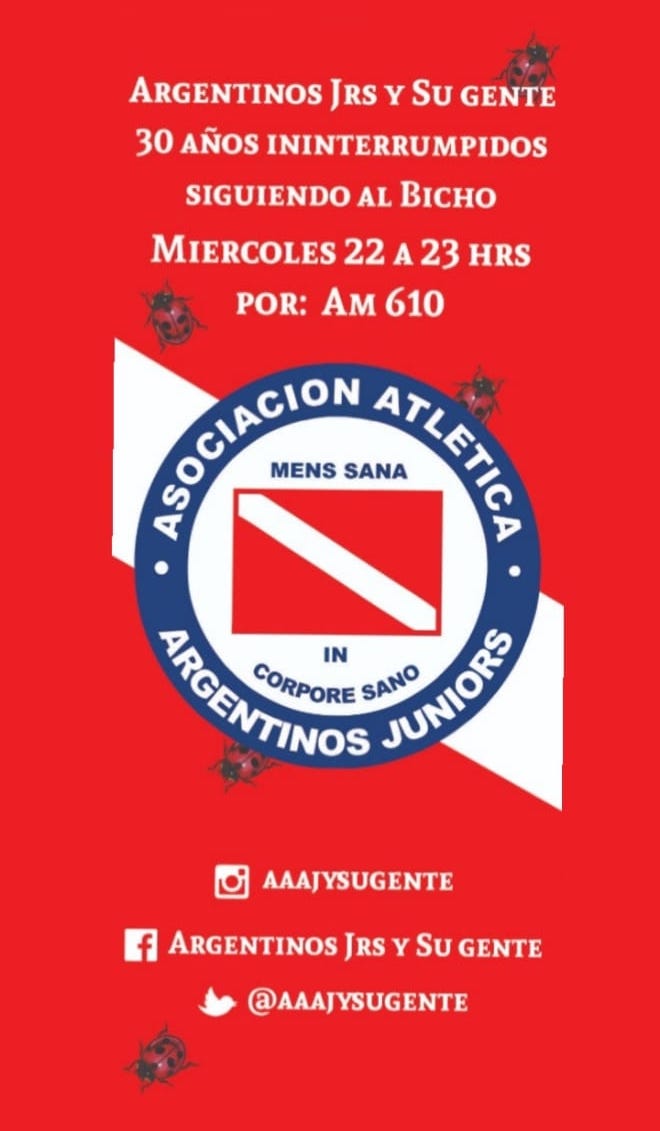 Argentinos Jrs y Su gente
30 años ininterrumpidos
siguiendo al Bicho
Miercoles 22 a 23 hrs
por: Am 610
ASOCIACION ATLETICA
MENS SANA
IN
CORPORE SANO
ARGENTINOS JUNIORS
aaajysugente
Argentinos Jrs y Su gente
@aaajysugente